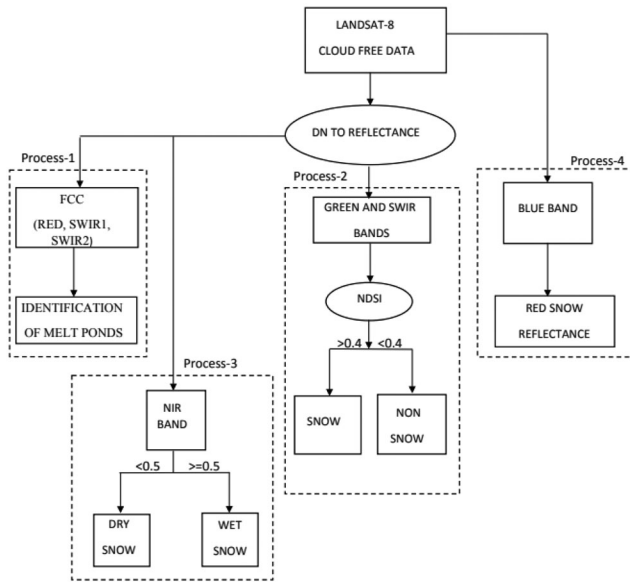 LANDSAT-8
CLOUD FREE DATA
DN TO REFLECTANCE
Process-1
FCC
(RED, SWIR1,
SWIR2)
IDENTIFICATION
OF MELT PONDS
Process-2
GREEN AND SWIR
BANDS
NDSI
>0.4 <0.4
SNOW
NON
SNOW
Process-4
BLUE BAND
RED SNOW
REFLECTANCE
Process-3
NIR
BAND
<0.5 >=0.5
DRY
SNOW
WET
SNOW